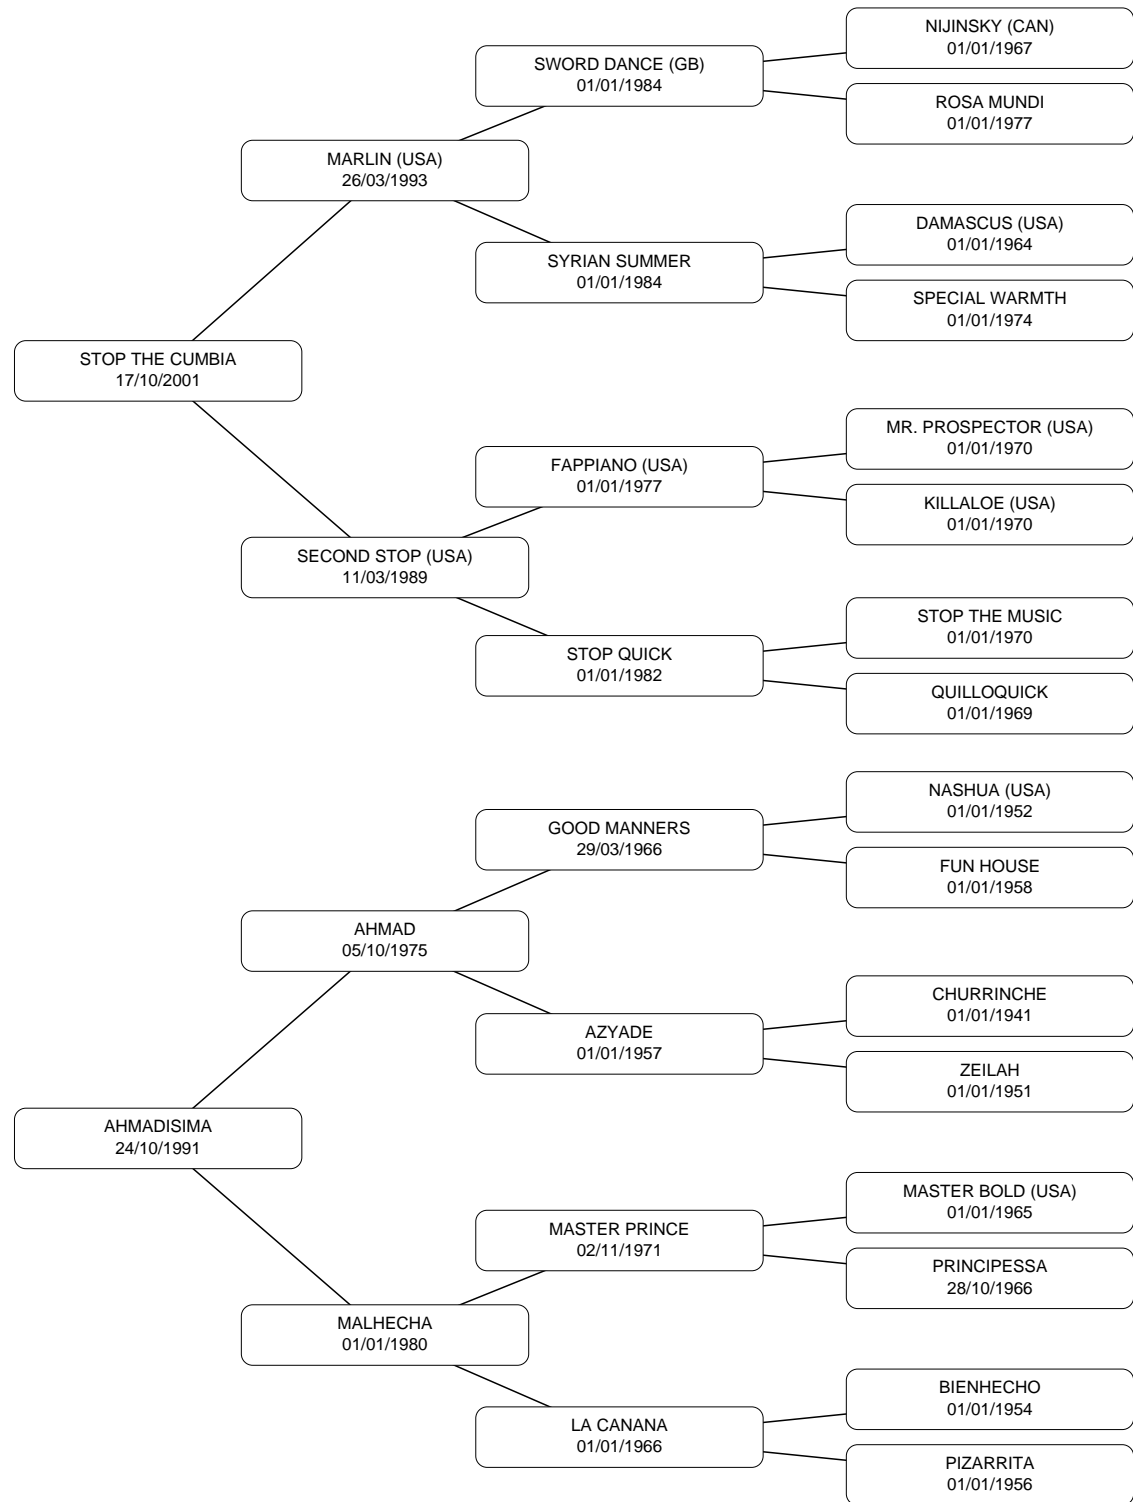 NIJINSKY (CAN)
01/01/1967
SWORD DANCE (GB)
01/01/1984
ROSA MUNDI
01/01/1977
MARLIN (USA)
26/03/1993
DAMASCUS (USA)
01/01/1964
SYRIAN SUMMER
01/01/1984
SPECIAL WARMTH
01/01/1974
STOP THE CUMBIA
17/10/2001
MR. PROSPECTOR (USA)
01/01/1970
FAPPIANO (USA)
01/01/1977
KILLALOE (USA)
01/01/1970
SECOND STOP (USA)
11/03/1989
STOP THE MUSIC
01/01/1970
STOP QUICK
01/01/1982
QUILLOQUICK
01/01/1969
NASHUA (USA)
01/01/1952
GOOD MANNERS
29/03/1966
FUN HOUSE
01/01/1958
AHMAD
05/10/1975
CHURRINCHE
01/01/1941
AZYADE
01/01/1957
ZEILAH
01/01/1951
AHMADISIMA
24/10/1991
MASTER BOLD (USA)
01/01/1965
MASTER PRINCE
02/11/1971
PRINCIPESSA
28/10/1966
MALHECHA
01/01/1980
BIENHECHO
01/01/1954
LA CANANA
01/01/1966
PIZARRITA
01/01/1956